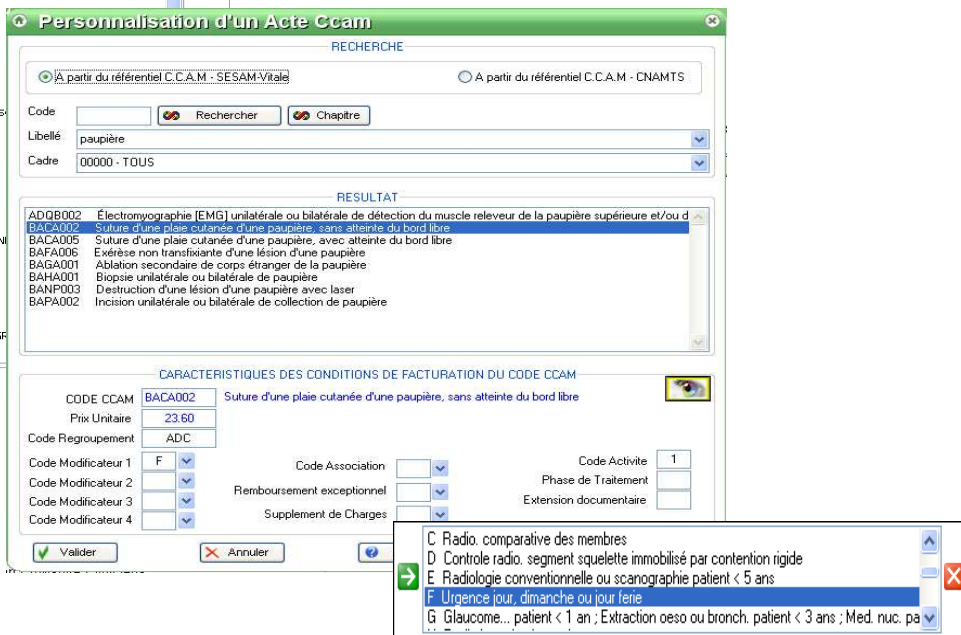 Personnalisation d'un Acte Ccam
RECHERCHE
A partir du référentiel C.C.A.M - SESAM-Vitale
A partir du référentiel C.C.A.M - CNAMTS
Code
Rechercher
Chapitre
Libellé paupière
Cadre 00000 - TOUS
RESULTAT
ADQB002 Électromyographie [EMG] unilatérale ou bilatérale de détection du muscle releveur de la paupière supérieure et/ou d
BACA002 Suture d'une plaie cutanée d'une paupière, sans atteinte du bord libre
BACA005 Suture d'une plaie cutanée d'une paupière, avec atteinte du bord libre
BAFA006 Exérèse non transfixiante d'une lésion d'une paupière
BAGA001 Ablation secondaire de corps étranger de la paupière
BAHA001 Biopsie unilatérale ou bilatérale de paupière
BANP003 Destruction d'une lésion d'une paupière avec laser
BAPA002 Incision unilatérale ou bilatérale de collection de paupière
CARACTERISTIQUES DES CONDITIONS DE FACTURATION DU CODE CCAM
CODE CCAM BACA002 Suture d'une plaie cutanée d'une paupière, sans atteinte du bord libre
Prix Unitaire 23.60
Code Regroupement ADC
Code Modificateur 1 F
Code Modificateur 2
Code Modificateur 3
Code Modificateur 4
Code Association
Remboursement exceptionnel
Supplement de Charges
Code Activite 1
Phase de Traitement
Extension documentaire
Valider
Annuler
C Radio. comparative des membres
D Controle radio. segment squelette immobilisé par contention rigide
E Radiologie conventionnelle ou scanographie patient < 5 ans
F Urgence jour, dimanche ou jour ferie
G Glaucome... patient < 1 an ; Extraction oeso ou bronch. patient < 3 ans ; Med. nuc. pa